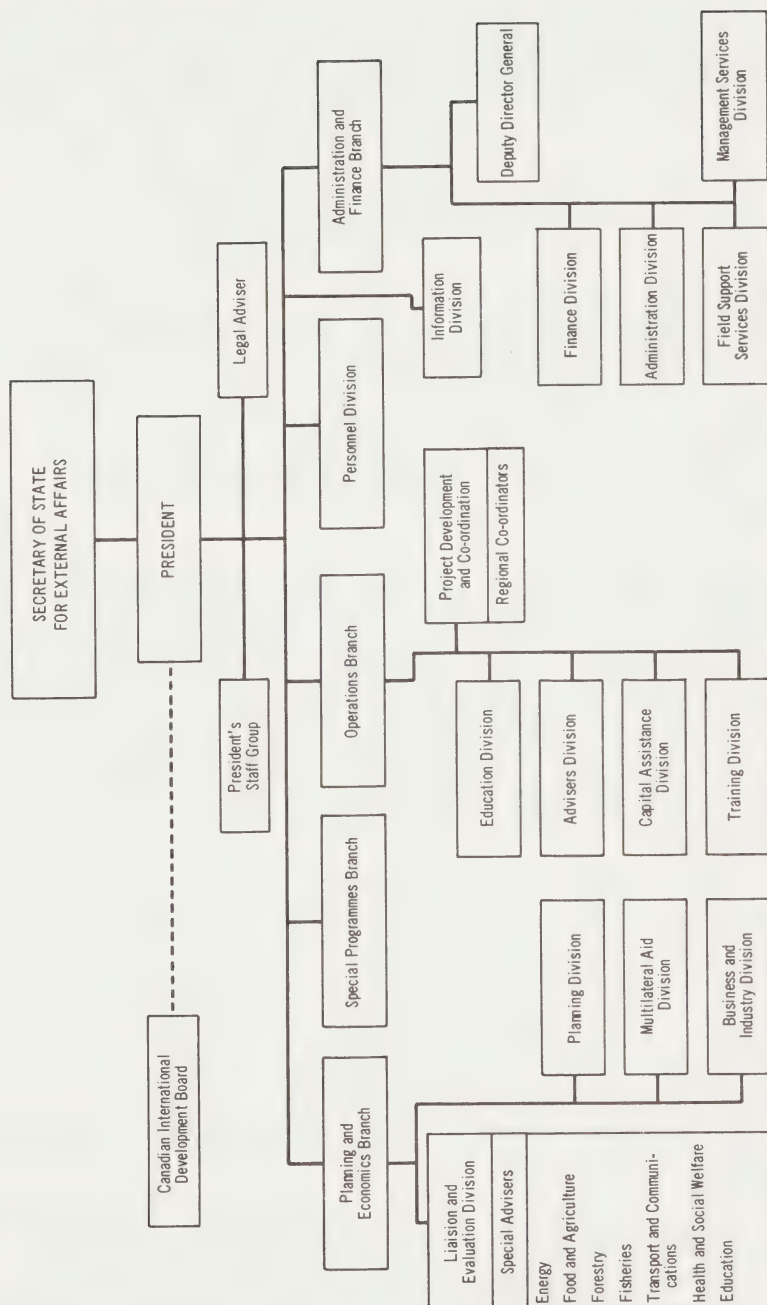 SECRETARY OF STATE
FOR EXTERNAL AFFAIRS
PRESIDENT
Canadian International
Development Board
President's
Staff Group
Legal Adviser
Planning and
Economics Branch
Special Programmes Branch
Operations Branch
Personnel Division
Administration and
Finance Branch
Information
Division
Liaision and
Evaluation Division
Special Advisers
Energy
Food and Agriculture
Forestry
Fisheries
Transport and Communi-
cations
Health and Social Welfare
Education
Planning Division
Multilateral Aid
Division
Business and
Industry Division
Project Development
and Co-ordination
Regional Co-ordinators
Education Division
Advisers Division
Capital Assistance
Division
Training Division
Deputy Director General
Finance Division
Administration Division
Field Support
Services Division
Management Services
Division